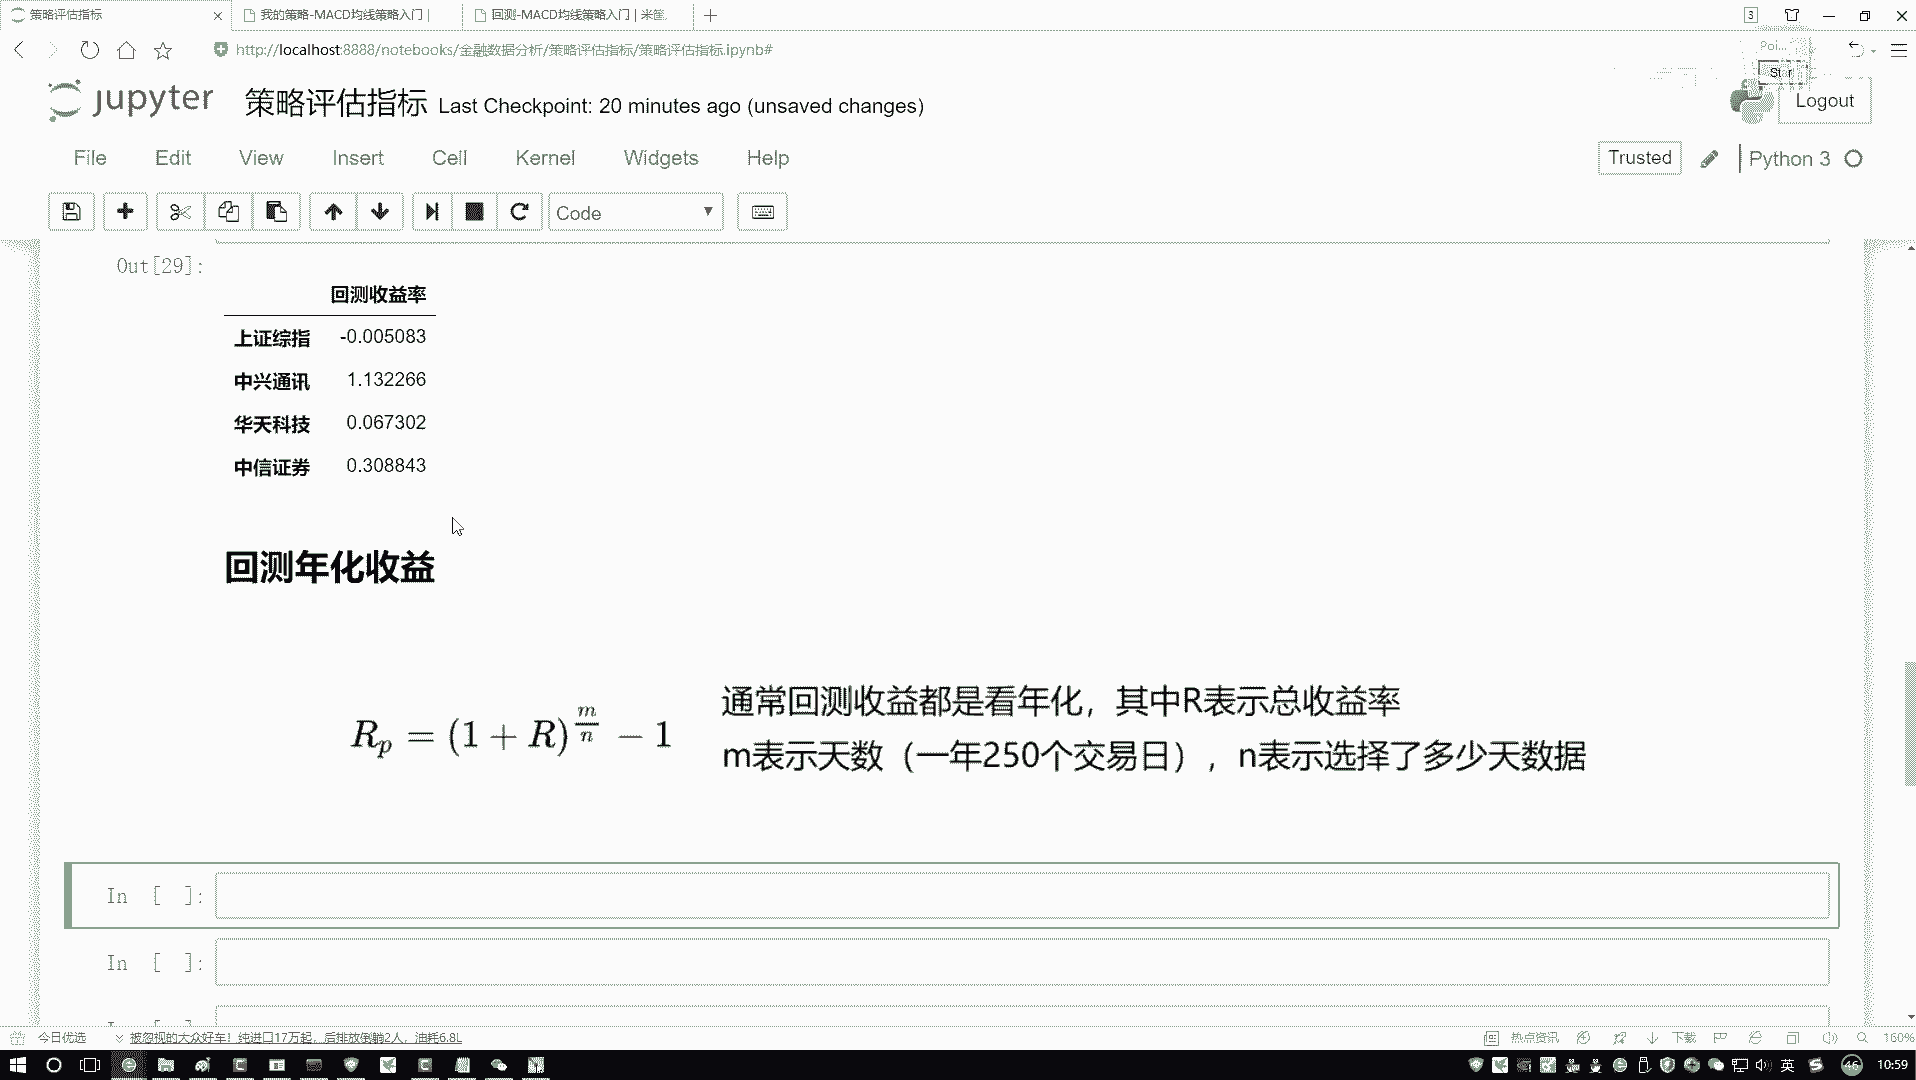 策略评估指标
我的策略-MACD均线策略入门 |
回测-MACD均线策略入门 | 米筐
3
http://localhost:8888/notebooks/金融数据分析/策略评估指标/策略评估指标.ipynb#
Poi...
jupyter 策略评估指标 Last Checkpoint: 20 minutes ago (unsaved changes)
Logout
File Edit View Insert Cell Kernel Widgets Help
Trusted
Python 3
Code
Out[29]:
回测收益率
上证综指 -0.005083
中兴通讯 1.132266
华天科技 0.067302
中信证券 0.308843
回测年化收益
R_p = (1 + R)^{m/n} − 1
通常回测收益都是看年化，其中R表示总收益率
m表示天数（一年250个交易日），n表示选择了多少天数据
In [ ]:
In [ ]:
今日优选
被忽视的大众好车! 纯进口17万起，后排放倒躺2人，油耗6.8L
热点资讯
下载
160%
英
46
10:59